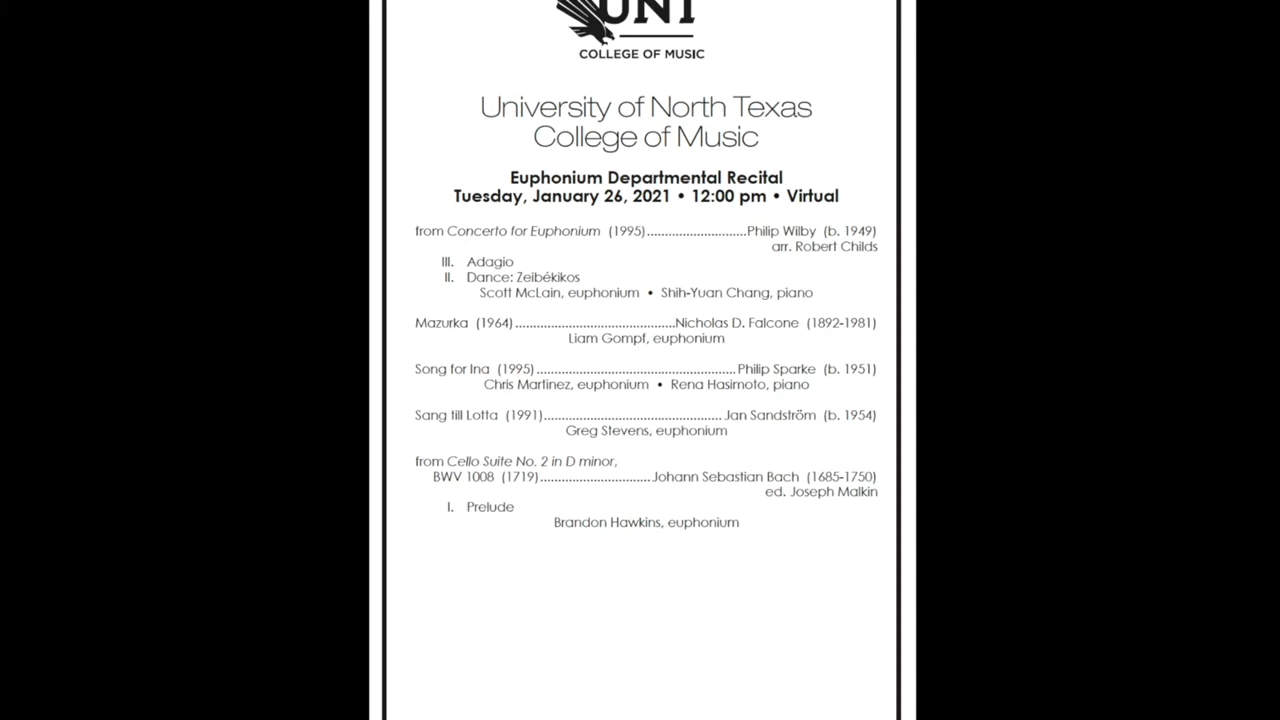 UNT
COLLEGE OF MUSIC
University of North Texas
College of Music
Euphonium Departmental Recital
Tuesday, January 26, 2021 • 12:00 pm • Virtual
from Concerto for Euphonium (1995)...........................Philip Wilby (b. 1949)
arr. Robert Childs
III. Adagio
II. Dance: Zeibékikos
Scott McLain, euphonium • Shih-Yuan Chang, piano
Mazurka (1964)............................................Nicholas D. Falcone (1892-1981)
Liam Gompf, euphonium
Song for Ina (1995)......................................................Philip Sparke (b. 1951)
Chris Martinez, euphonium • Rena Hasimoto, piano
Sang till Lotta (1991)................................................. Jan Sandström (b. 1954)
Greg Stevens, euphonium
from Cello Suite No. 2 in D minor,
BWV 1008 (1719)..............................Johann Sebastian Bach (1685-1750)
ed. Joseph Malkin
I. Prelude
Brandon Hawkins, euphonium